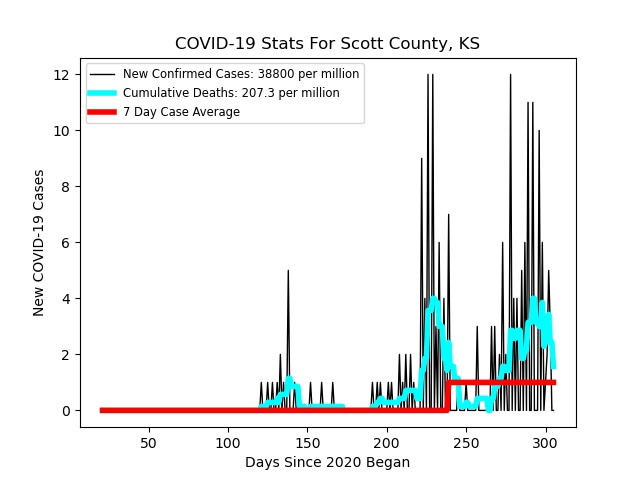 COVID-19 Stats For Scott County, KS
New Confirmed Cases: 38800 per million
Cumulative Deaths: 207.3 per million
7 Day Case Average
12
10
8
6
4
2
0
New COVID-19 Cases
50 100 150 200 250 300
Days Since 2020 Began